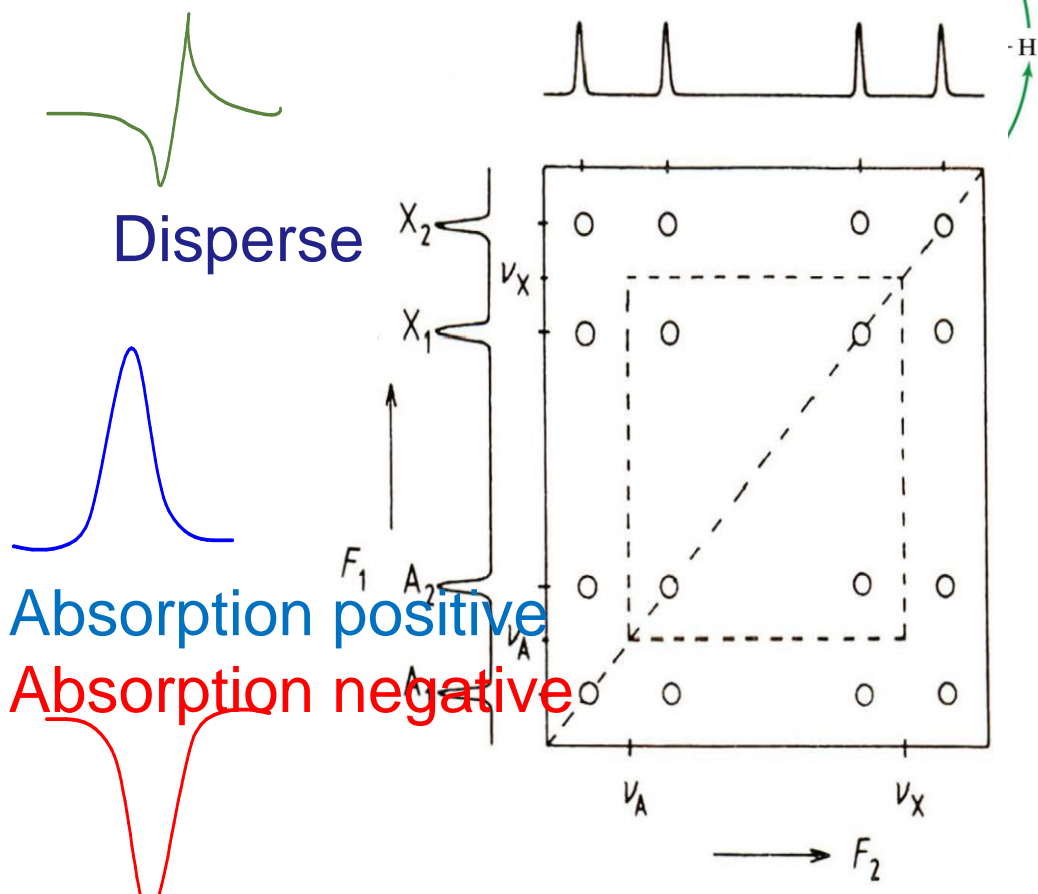 -H
Disperse
X₂
νX
X₁
F₁
A₂
Absorption positive
νA
A₁
Absorption negative
νA
νX
F₂